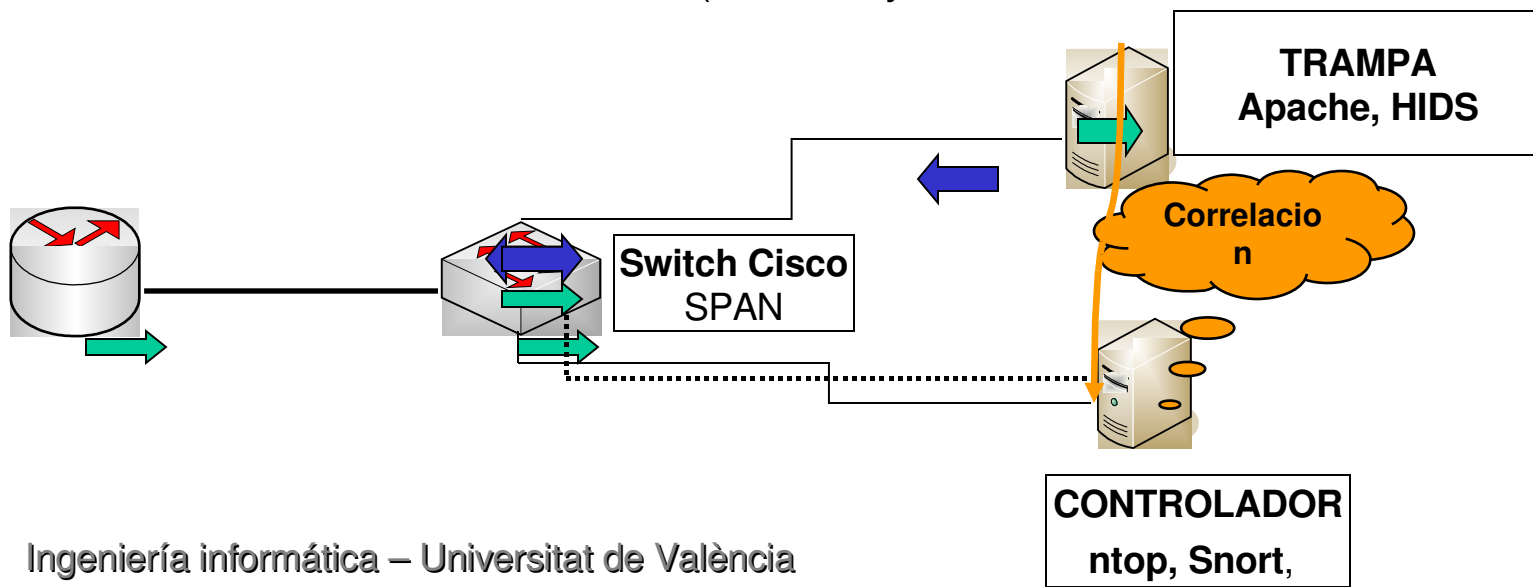 TRAMPA
Apache, HIDS
Correlacio
n
Switch Cisco
SPAN
CONTROLADOR
ntop, Snort,
Ingeniería informática – Universitat de València